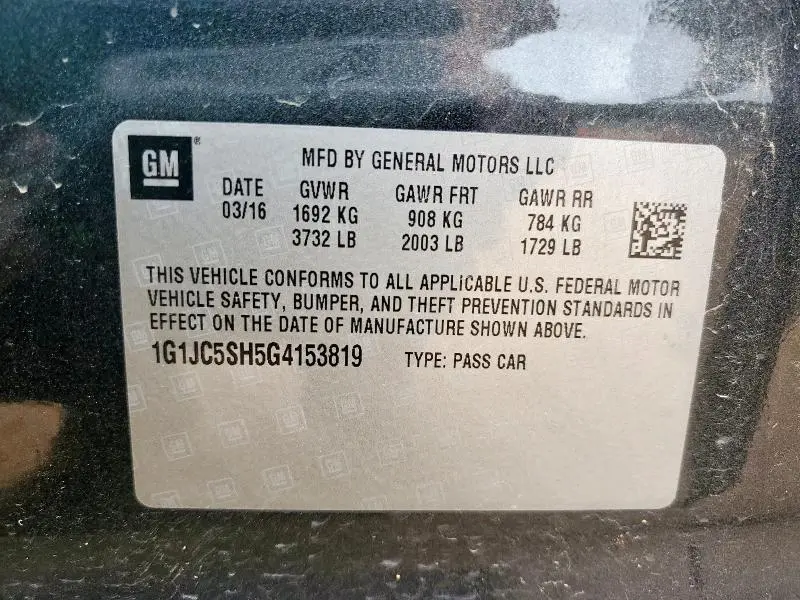 GM®
MFD BY GENERAL MOTORS LLC
DATE GVWR GAWR FRT GAWR RR
03/16 1692 KG 908 KG 784 KG
3732 LB 2003 LB 1729 LB
THIS VEHICLE CONFORMS TO ALL APPLICABLE U.S. FEDERAL MOTOR
VEHICLE SAFETY, BUMPER, AND THEFT PREVENTION STANDARDS IN
EFFECT ON THE DATE OF MANUFACTURE SHOWN ABOVE.
1G1JC5SH5G4153819 TYPE: PASS CAR